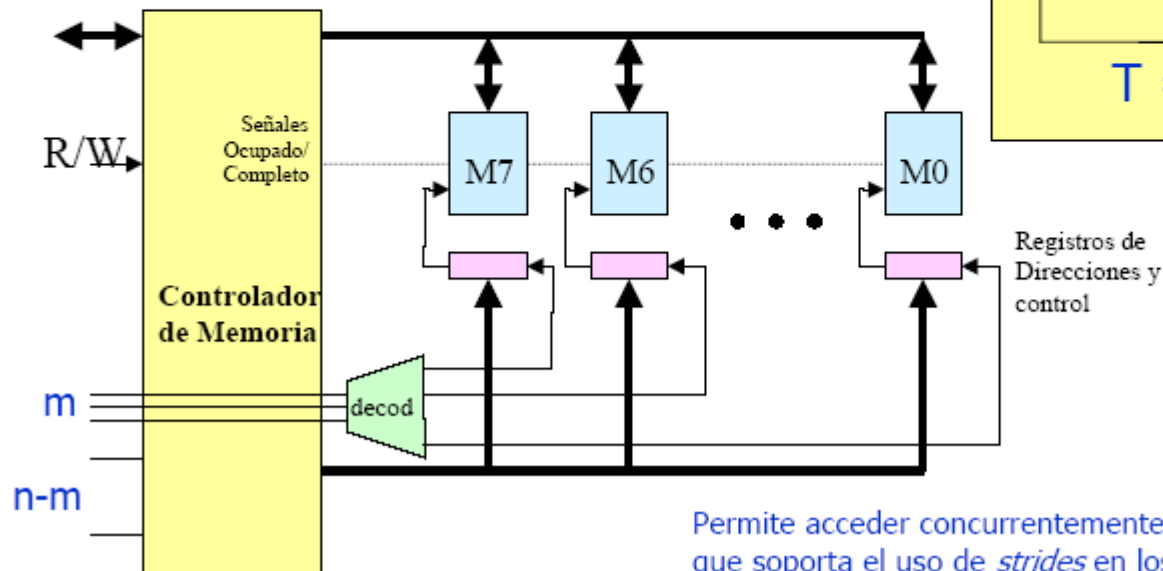 T
R/W
Señales
Ocupado/
Completo
M7
M6
M0
Registros de
Direcciones y
control
Controlador
de Memoria
m
decod
n-m
Permite acceder concurrentemente
que soporta el uso de strides en los